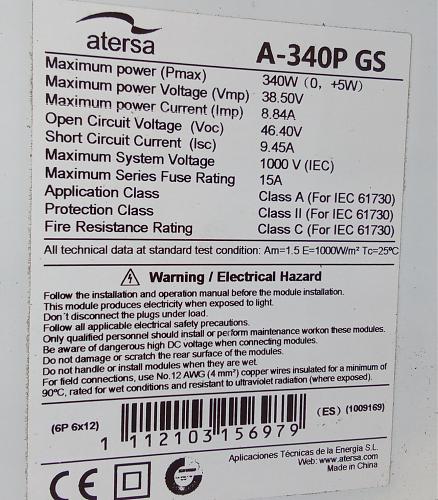 atersa
A-340P GS
Maximum power (Pmax) 340W (0, +5W)
Maximum power Voltage (Vmp) 38.50V
Maximum power Current (Imp) 8.84A
Open Circuit Voltage (Voc) 46.40V
Short Circuit Current (Isc) 9.45A
Maximum System Voltage 1000 V (IEC)
Maximum Series Fuse Rating 15A
Application Class Class A (For IEC 61730)
Protection Class Class II (For IEC 61730)
Fire Resistance Rating Class C (For IEC 61730)
All technical data at standard test condition: Am=1.5 E=1000W/m² Tc=25ºC
Warning / Electrical Hazard
Follow the installation and operation manual before the module installation.
This module produces electricity when exposed to light.
Don´t disconnect the plugs under load.
Follow all applicable electrical safety precautions.
Only qualified personnel should install or perform maintenance workon these modules.
Be aware of dangerous high DC voltage when connecting modules.
Do not damage or scratch the rear surface of the modules.
Do not handle or install modules when they are wet.
For field connections, use No.12 AWG (4 mm²) copper wires insulated for a minimum of
90ºC, rated for wet conditions and resistant to ultraviolet radiation (where exposed).
(6P 6x12) (ES) (1009169)
1 112103 156979
Aplicaciones Técnicas de la Energía S.L.
Web: www.atersa.com
Made in China
CE